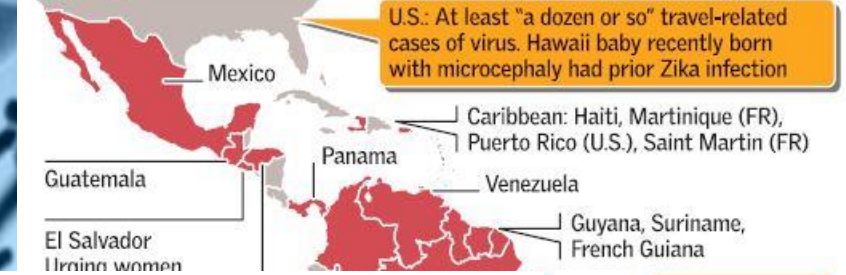 U.S.: At least “a dozen or so” travel-related
cases of virus. Hawaii baby recently born
with microcephaly had prior Zika infection
Mexico
Caribbean: Haiti, Martinique (FR),
Puerto Rico (U.S.), Saint Martin (FR)
Panama
Guatemala
Venezuela
Guyana, Suriname,
French Guiana
El Salvador
Urging women